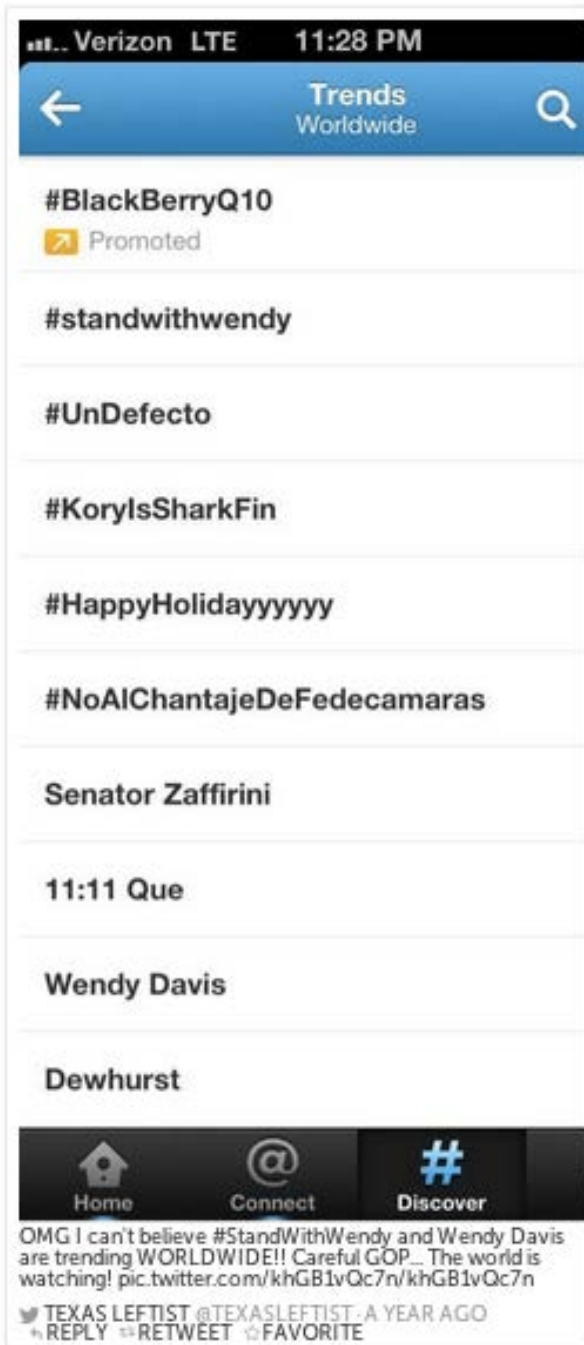 Verizon LTE 11:28 PM
Trends
Worldwide
#BlackBerryQ10
Promoted
#standwithwendy
#UnDefecto
#KoryIsSharkFin
#HappyHolidayyyyyy
#NoAlChantajeDeFedecamaras
Senator Zaffirini
11:11 Que
Wendy Davis
Dewhurst
Home Connect Discover
OMG I can't believe #StandWithWendy and Wendy Davis
are trending WORLDWIDE!! Careful GOP... The world is
watching! pic.twitter.com/khGB1vQc7n/khGB1vQc7n
TEXAS LEFTIST @TEXASLEFTIST · A YEAR AGO
REPLY RETWEET FAVORITE